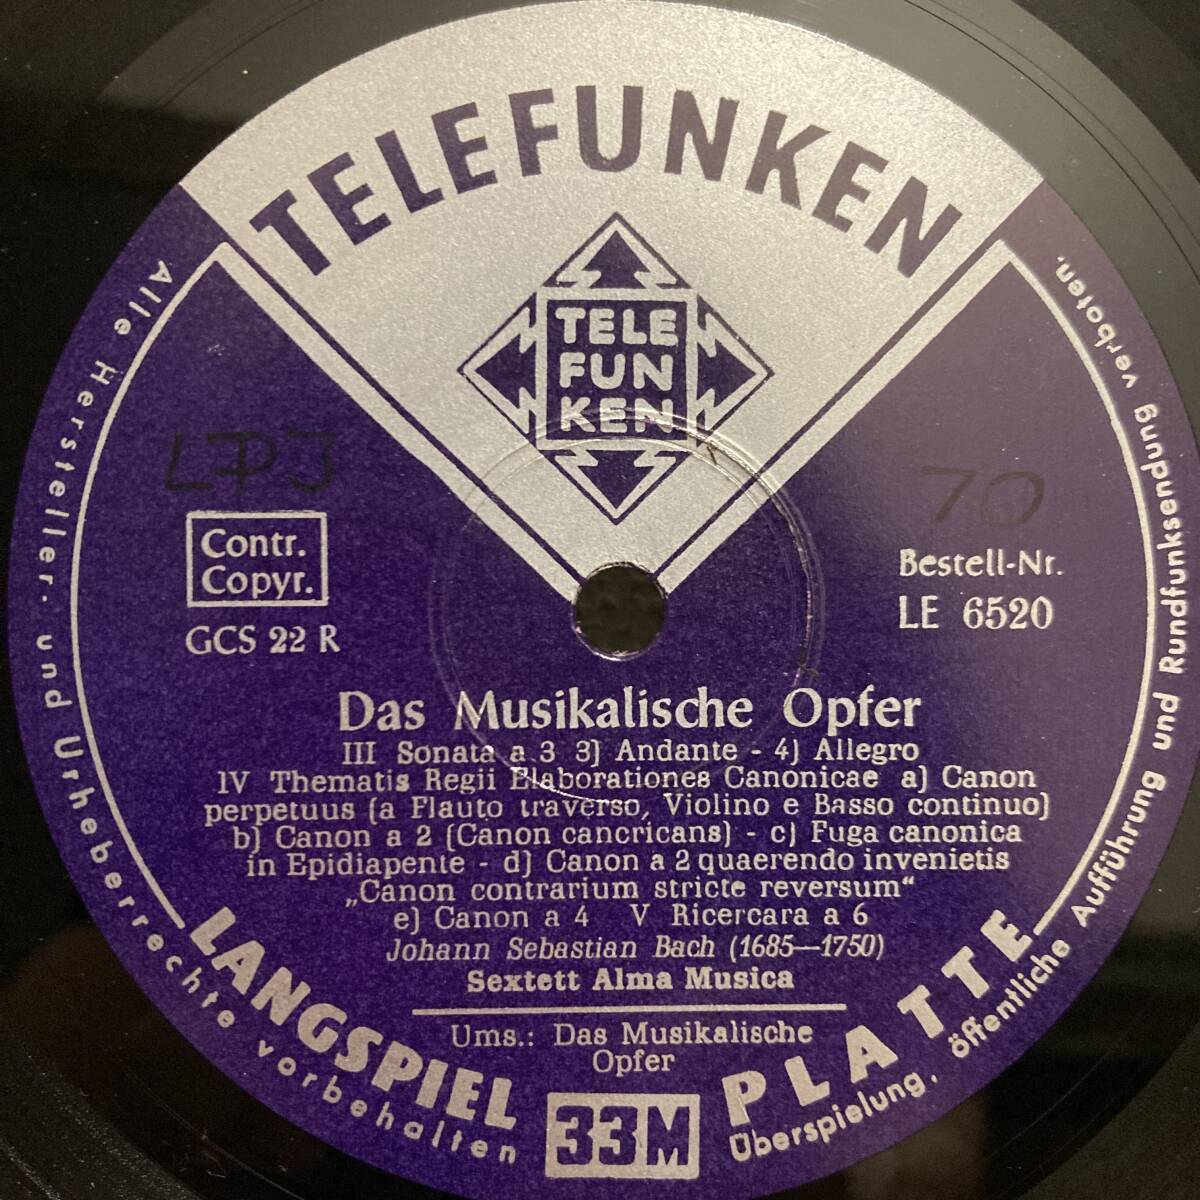 TELEFUNKEN
TELE
FUN
KEN
LPJ
70
Contr.
Copyr.
GCS 22 R
Bestell-Nr.
LE 6520
Das Musikalische Opfer
III Sonata a 3 3) Andante - 4) Allegro
IV Thematis Regii Elaborationes Canonicae a) Canon
perpetuus (a Flauto traverso, Violino e Basso continuo)
b) Canon a 2 (Canon cancricans) - c) Fuga canonica
in Epidiapente - d) Canon a 2 quaerendo invenietis
„Canon contrarium stricte reversum“
e) Canon a 4 V Ricercara a 6
Johann Sebastian Bach (1685—1750)
Sextett Alma Musica
Ums.: Das Musikalische
Opfer
LANGSPIEL
33M
PLATTE
Alle Hersteller- und Urheberrechte vorbehalten
Überspielung, öffentliche Aufführung und Rundfunksendung verboten.